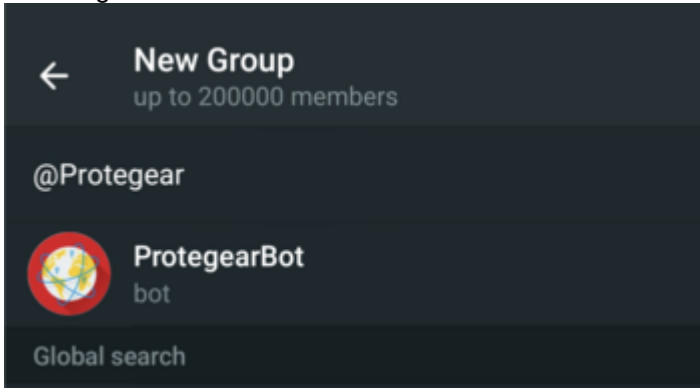 New Group
up to 200000 members
@Protegear
ProtegearBot
bot
Global search